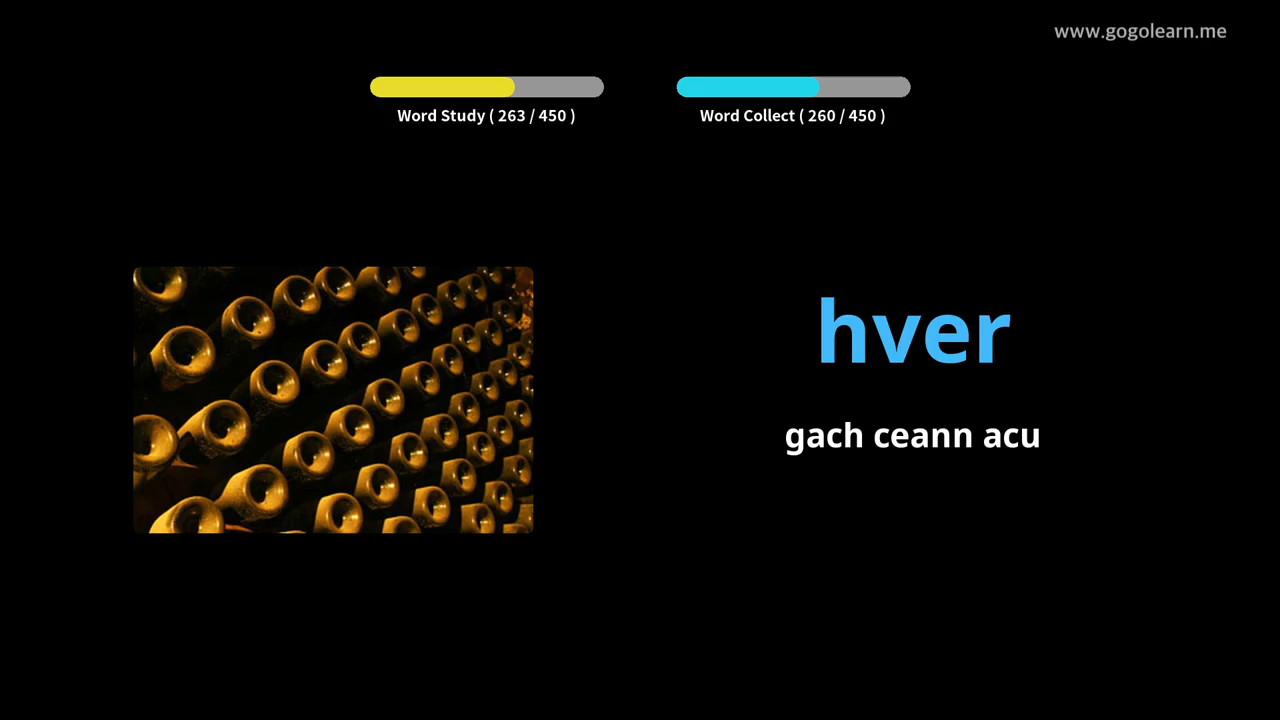 www.gogolearn.me
Word Study ( 263 / 450 )
Word Collect ( 260 / 450 )
hver
gach ceann acu